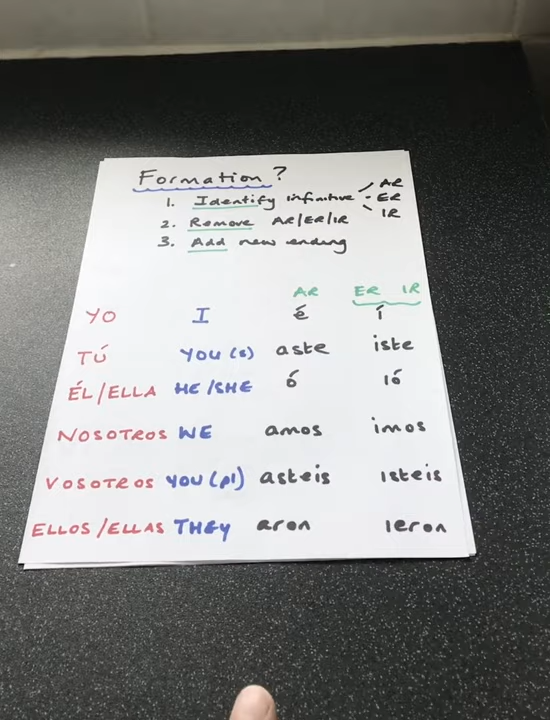 Formation?
1. Identify infinitive AR
ER
IR
2. Remove AR/ER/IR
3. Add new ending
AR ER IR
YO I é í
TÚ YOU (s) aste iste
ÉL/ELLA HE/SHE ó ió
NOSOTROS WE amos imos
VOSOTROS YOU (pl) asteis isteis
ELLOS/ELLAS THEY aron ieron